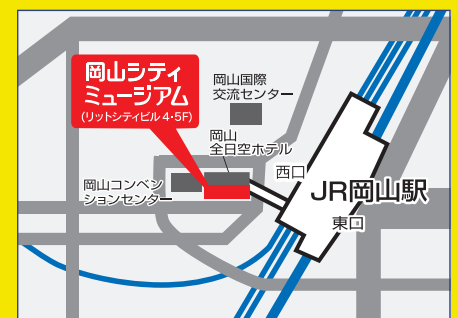 岡山シティ
ミュージアム
(リットシティビル4・5F)
岡山国際
交流センター
岡山
全日空ホテル
岡山コンベン
ションセンター
西口
JR岡山駅
東口